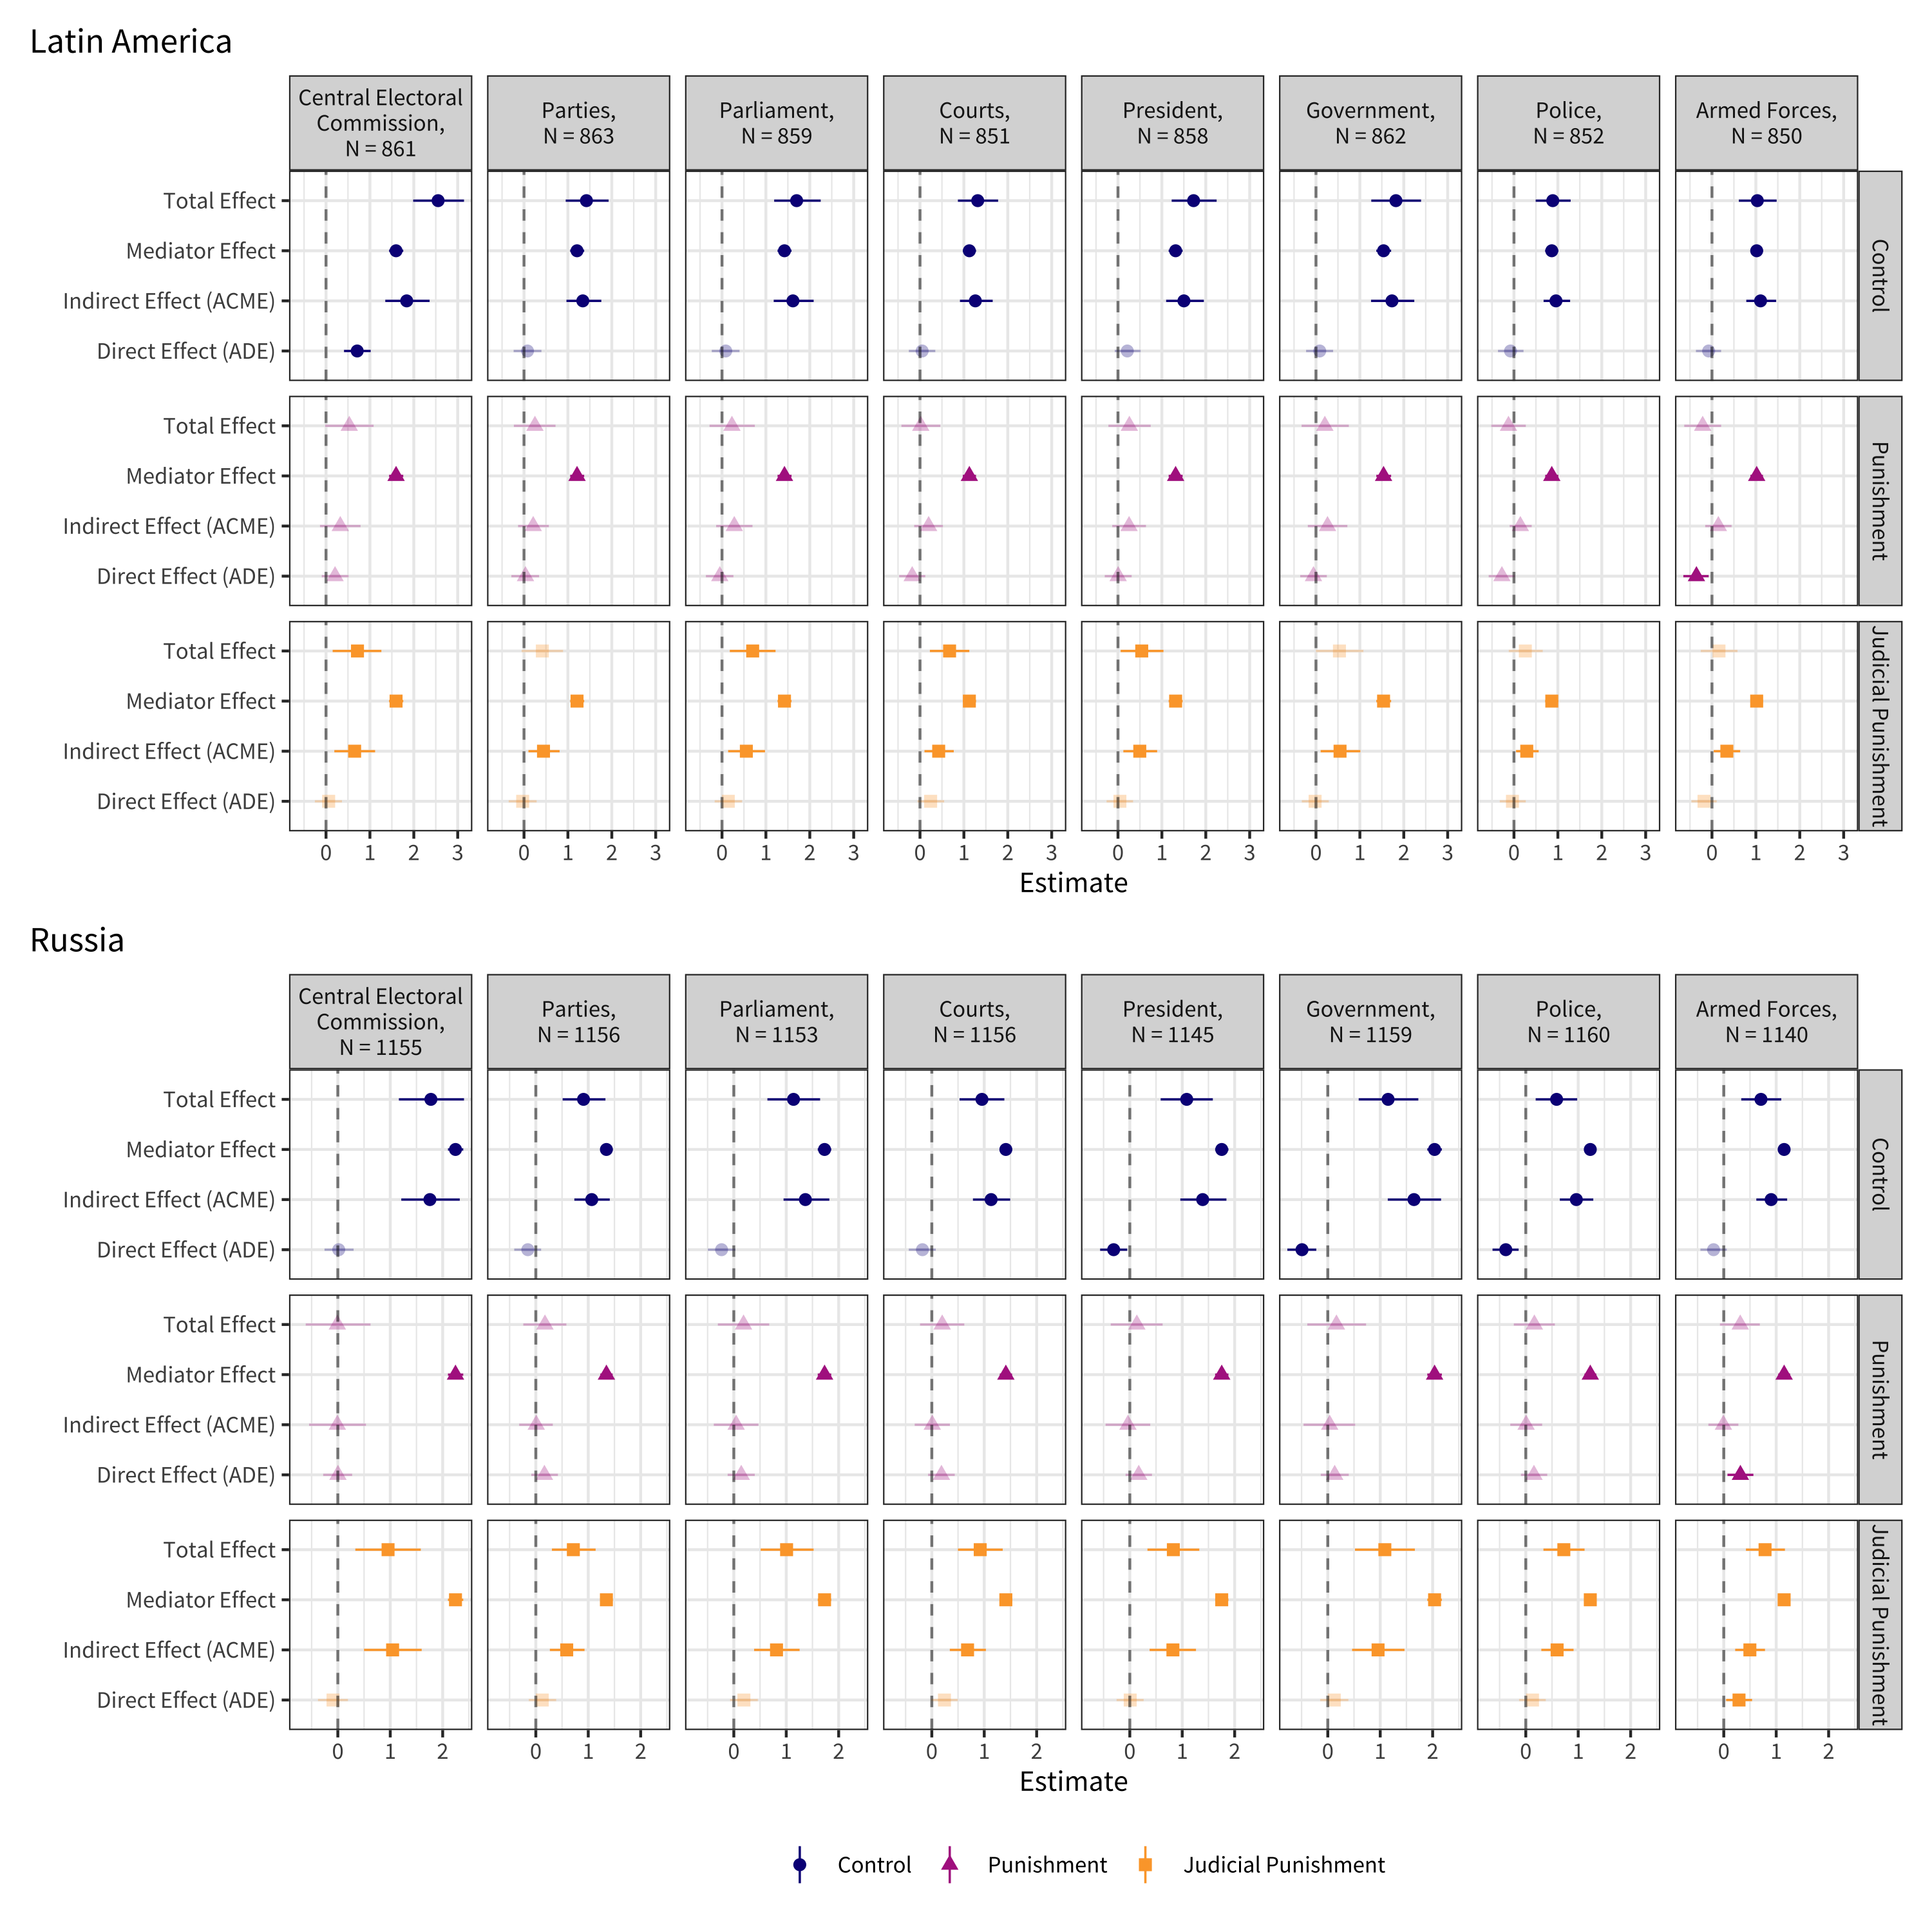 Latin America
Central Electoral
Commission,
N = 861
Parties,
N = 863
Parliament,
N = 859
Courts,
N = 851
President,
N = 858
Government,
N = 862
Police,
N = 852
Armed Forces,
N = 850
Total Effect
Mediator Effect
Indirect Effect (ACME)
Direct Effect (ADE)
Control
Total Effect
Mediator Effect
Indirect Effect (ACME)
Direct Effect (ADE)
Punishment
Total Effect
Mediator Effect
Indirect Effect (ACME)
Direct Effect (ADE)
Judicial Punishment
0 1 2 3 0 1 2 3 0 1 2 3 0 1 2 3 0 1 2 3 0 1 2 3 0 1 2 3 0 1 2 3
Estimate
Russia
Central Electoral
Commission,
N = 1155
Parties,
N = 1156
Parliament,
N = 1153
Courts,
N = 1156
President,
N = 1145
Government,
N = 1159
Police,
N = 1160
Armed Forces,
N = 1140
Total Effect
Mediator Effect
Indirect Effect (ACME)
Direct Effect (ADE)
Control
Total Effect
Mediator Effect
Indirect Effect (ACME)
Direct Effect (ADE)
Punishment
Total Effect
Mediator Effect
Indirect Effect (ACME)
Direct Effect (ADE)
Judicial Punishment
0 1 2 0 1 2 0 1 2 0 1 2 0 1 2 0 1 2 0 1 2 0 1 2
Estimate
Control Punishment Judicial Punishment